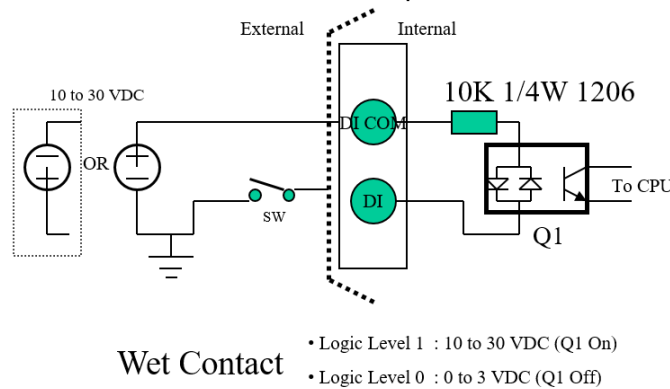 External
Internal
10 to 30 VDC
10K 1/4W 1206
DI COM
OR
To CPU
DI
SW
Q1
Wet Contact
• Logic Level 1 : 10 to 30 VDC (Q1 On)
• Logic Level 0 : 0 to 3 VDC (Q1 Off)